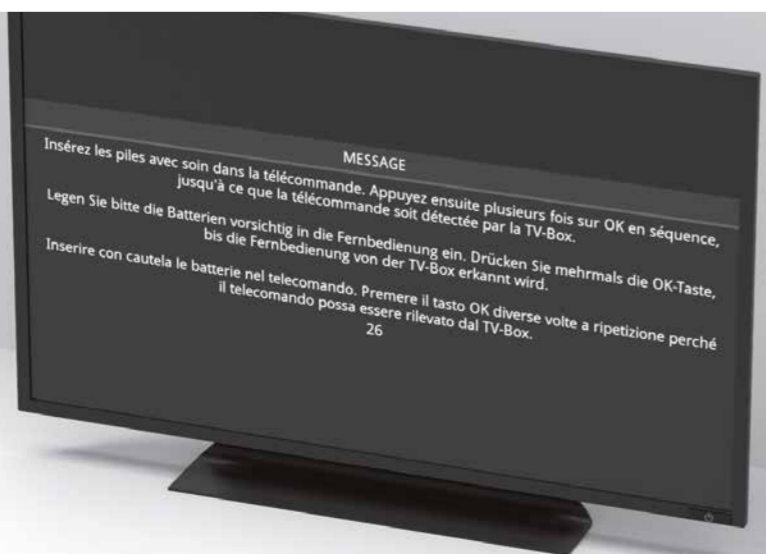 MESSAGE
Insérez les piles avec soin dans la télécommande. Appuyez ensuite plusieurs fois sur OK en séquence,
jusqu'à ce que la télécommande soit détectée par la TV-Box.
Legen Sie bitte die Batterien vorsichtig in die Fernbedienung ein. Drücken Sie mehrmals die OK-Taste,
bis die Fernbedienung von der TV-Box erkannt wird.
Inserire con cautela le batterie nel telecomando. Premere il tasto OK diverse volte a ripetizione perché
il telecomando possa essere rilevato dal TV-Box.
26